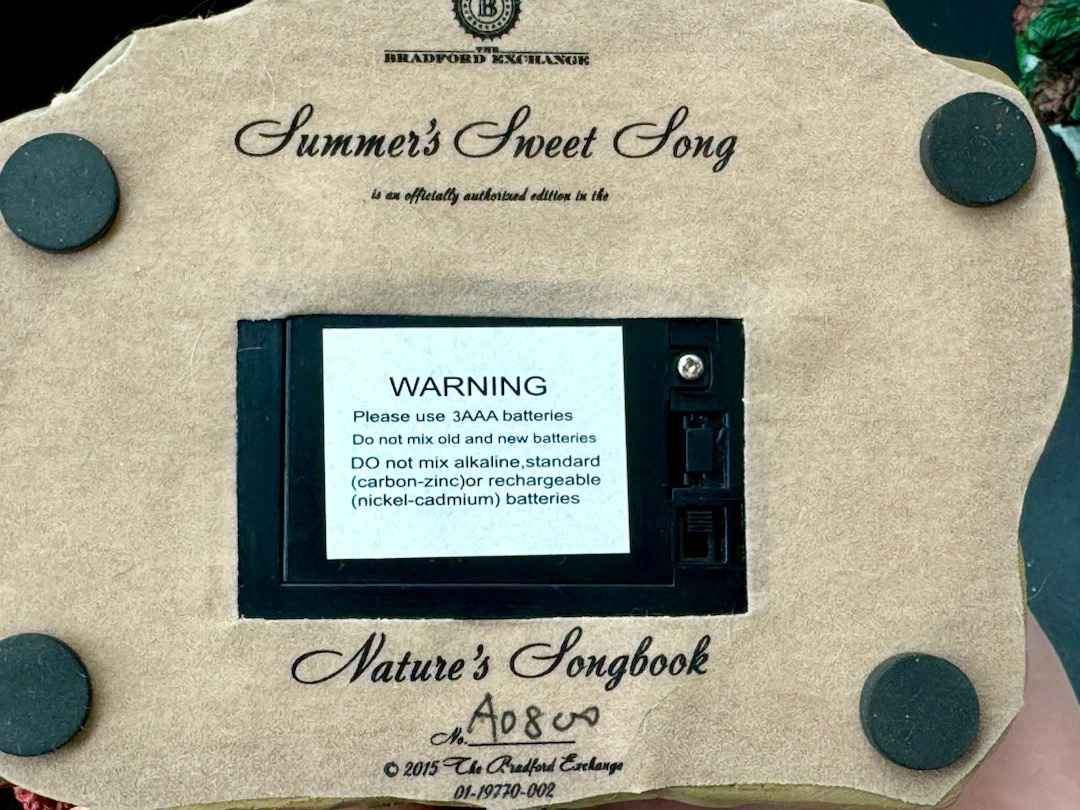 B
THE
BRADFORD EXCHANGE
Summer's Sweet Song
is an officially authorized edition in the
WARNING
Please use 3AAA batteries
Do not mix old and new batteries
DO not mix alkaline,standard
(carbon-zinc)or rechargeable
(nickel-cadmium) batteries
Nature's Songbook
No. A0800
© 2015 The Bradford Exchange
01-19770-002